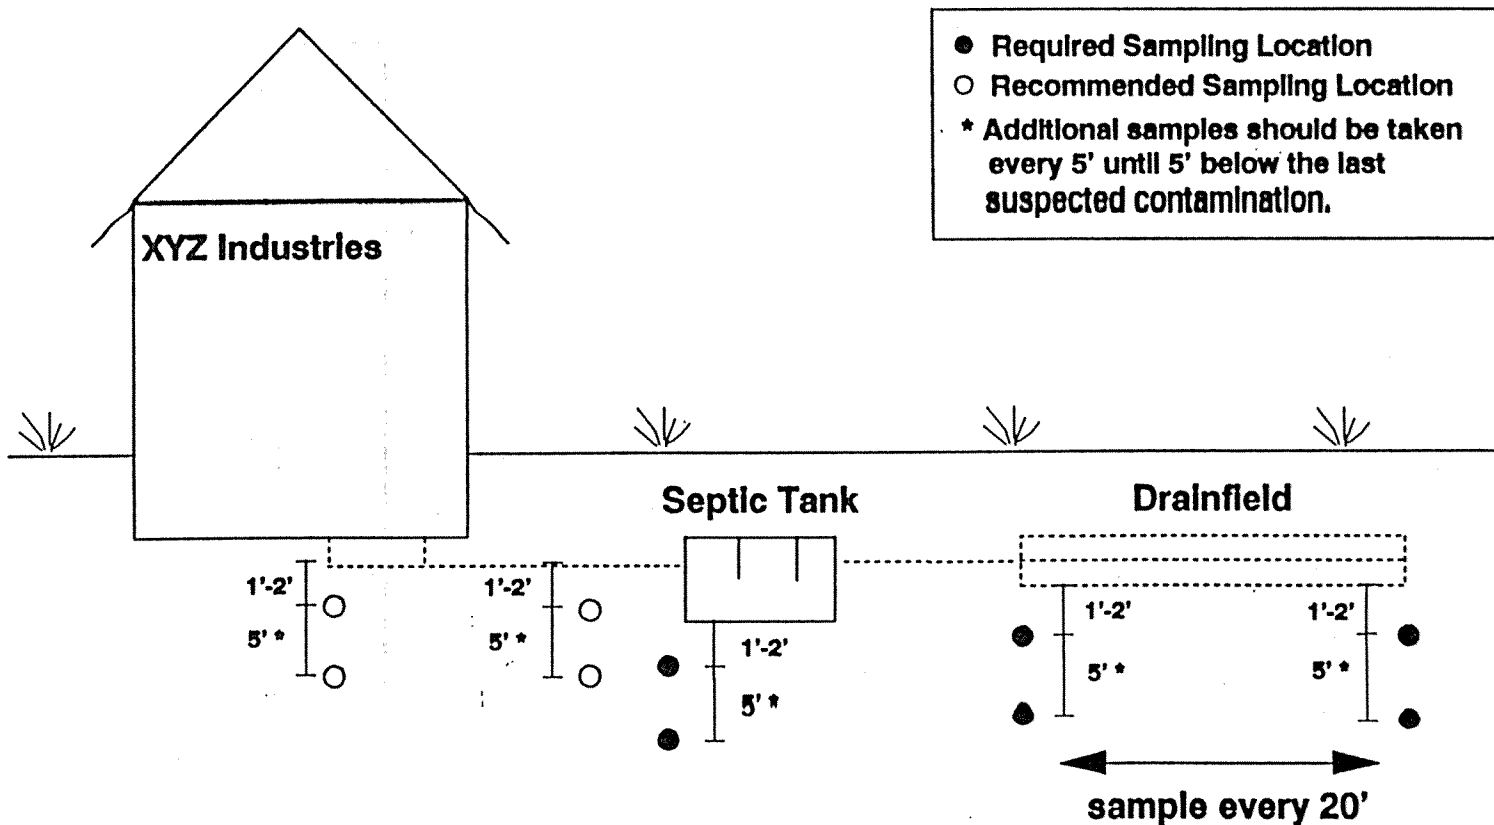 ● Required Sampling Location
○ Recommended Sampling Location
* Additional samples should be taken
every 5' until 5' below the last
suspected contamination.
XYZ Industries
Septic Tank
Drainfield
1'-2'
5' *
1'-2'
5' *
1'-2'
5' *
1'-2'
5' *
1'-2'
5' *
sample every 20'